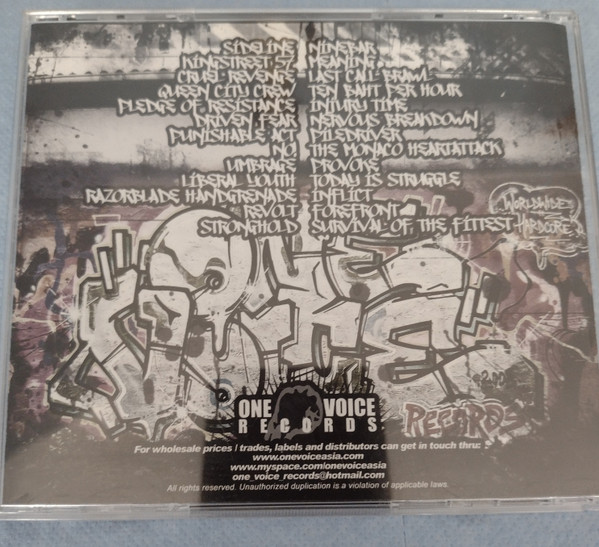 SIDELINE NINEBAR
KINGSTREET 57 MEANING
CRUEL REVENGE LAST CALL BRAWL
QUEEN CITY CREW TEN BAHT PER HOUR
PLEDGE OF RESISTANCE INJURY TIME
DRIVEN FEAR NERVOUS BREAKDOWN
PUNISHABLE ACT PILEDRIVER
NO! THE MONACO HEARTATTACK
UMBRAGE PROVOKE
LIBERAL YOUTH TODAY IS STRUGGLE
RAZORBLADE HANDGRENADE INFLICT
REVOLT FOREFRONT
STRONGHOLD SURVIVAL OF THE FITTEST
WORLDWIDE
HARDCORE
ONE
VOICE
RECORDS
ONE VOICE
RECORDS
For wholesale prices / trades, labels and distributors can get in touch thru:
www.onevoiceasia.com
www.myspace.com/onevoiceasia
one_voice_records@hotmail.com
All rights reserved. Unauthorized duplication is a violation of applicable laws.